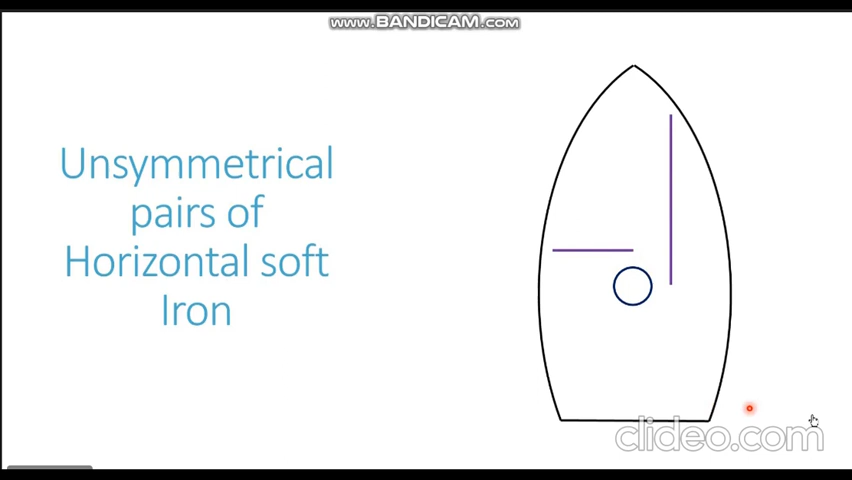 WWW.BANDICAM.COM
Unsymmetrical
pairs of
Horizontal soft
Iron
clideo.com